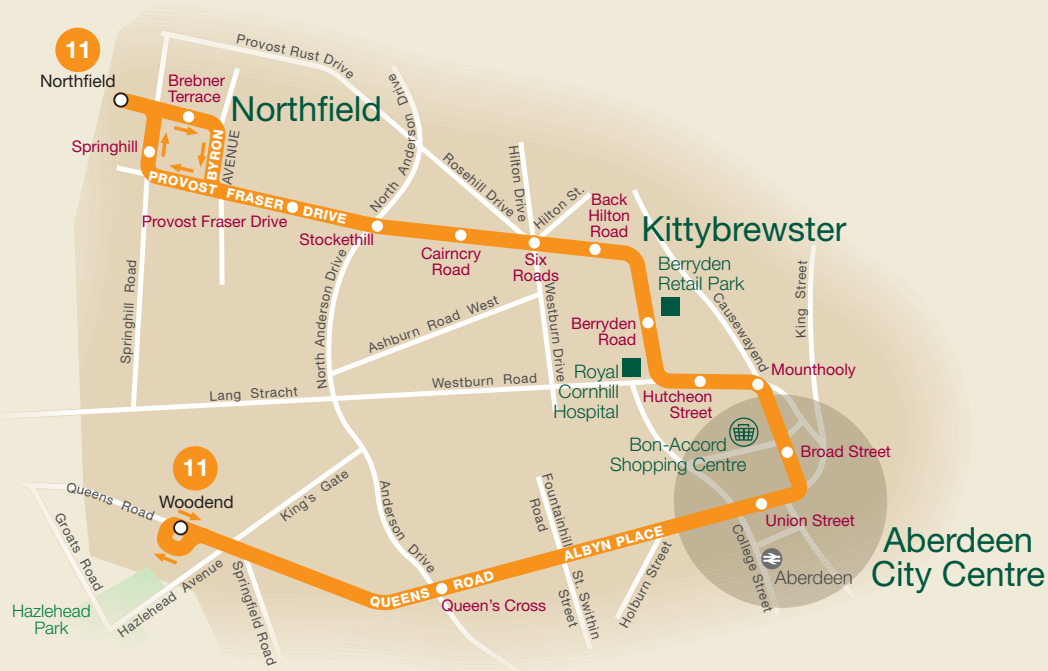 11
Northfield
Brebner
Terrace
Northfield
Springhill
BYRON
AVENUE
PROVOST FRASER DRIVE
Provost Fraser Drive
Stockethill
Provost Rust Drive
North Anderson Drive
Rosehill Drive
Hilton Drive
Hilton St.
Back
Hilton
Road
Kittybrewster
Berryden
Retail Park
Cairncry
Road
Six
Roads
Springhill Road
North Anderson Drive
Ashburn Road West
Westburn Drive
Berryden
Road
Causewayend
King Street
Lang Stracht
Westburn Road
Royal
Cornhill
Hospital
Hutcheon
Street
Mounthooly
Bon-Accord
Shopping Centre
Broad Street
Union Street
Aberdeen
City Centre
College Street
Aberdeen
11
Woodend
Queens Road
Groats Road
King's Gate
Anderson Drive
Fountainhill
Road
ALBYN PLACE
QUEENS ROAD
Queen's Cross
St. Swithin
Street
Holburn Street
Hazlehead Avenue
Springfield Road
Hazlehead
Park